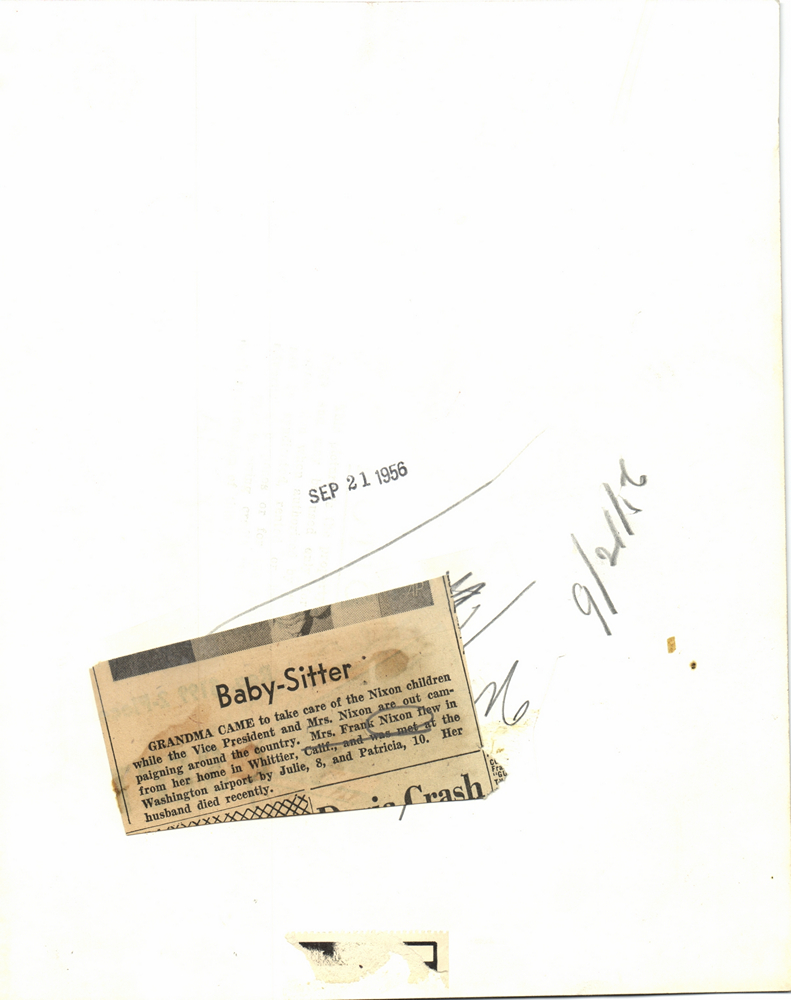 SEP 21 1956
9/21/56
AP
Baby-Sitter
GRANDMA CAME to take care of the Nixon children
while the Vice President and Mrs. Nixon are out cam-
paigning around the country. Mrs. Frank Nixon flew in
from her home in Whittier, Calif., and was met at the
Washington airport by Julie, 8, and Patricia, 10. Her
husband died recently.
Crash